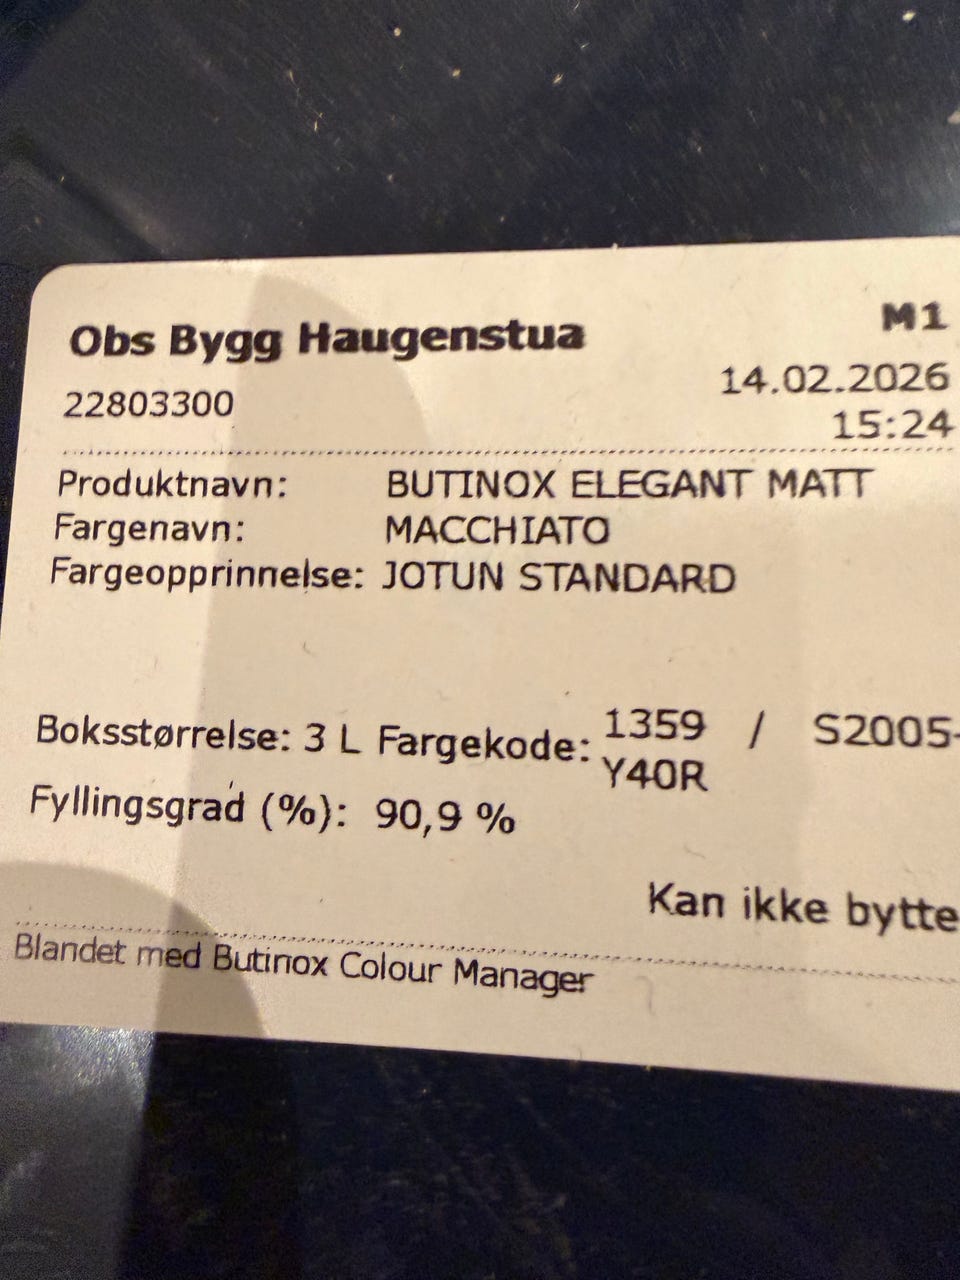 Obs Bygg Haugenstua M1
22803300 14.02.2026
15:24
Produktnavn: BUTINOX ELEGANT MATT
Fargenavn: MACCHIATO
Fargeopprinnelse: JOTUN STANDARD
Boksstørrelse: 3 L Fargekode: 1359 / S2005-
Y40R
Fyllingsgrad (%): 90,9 %
Kan ikke bytte
Blandet med Butinox Colour Manager